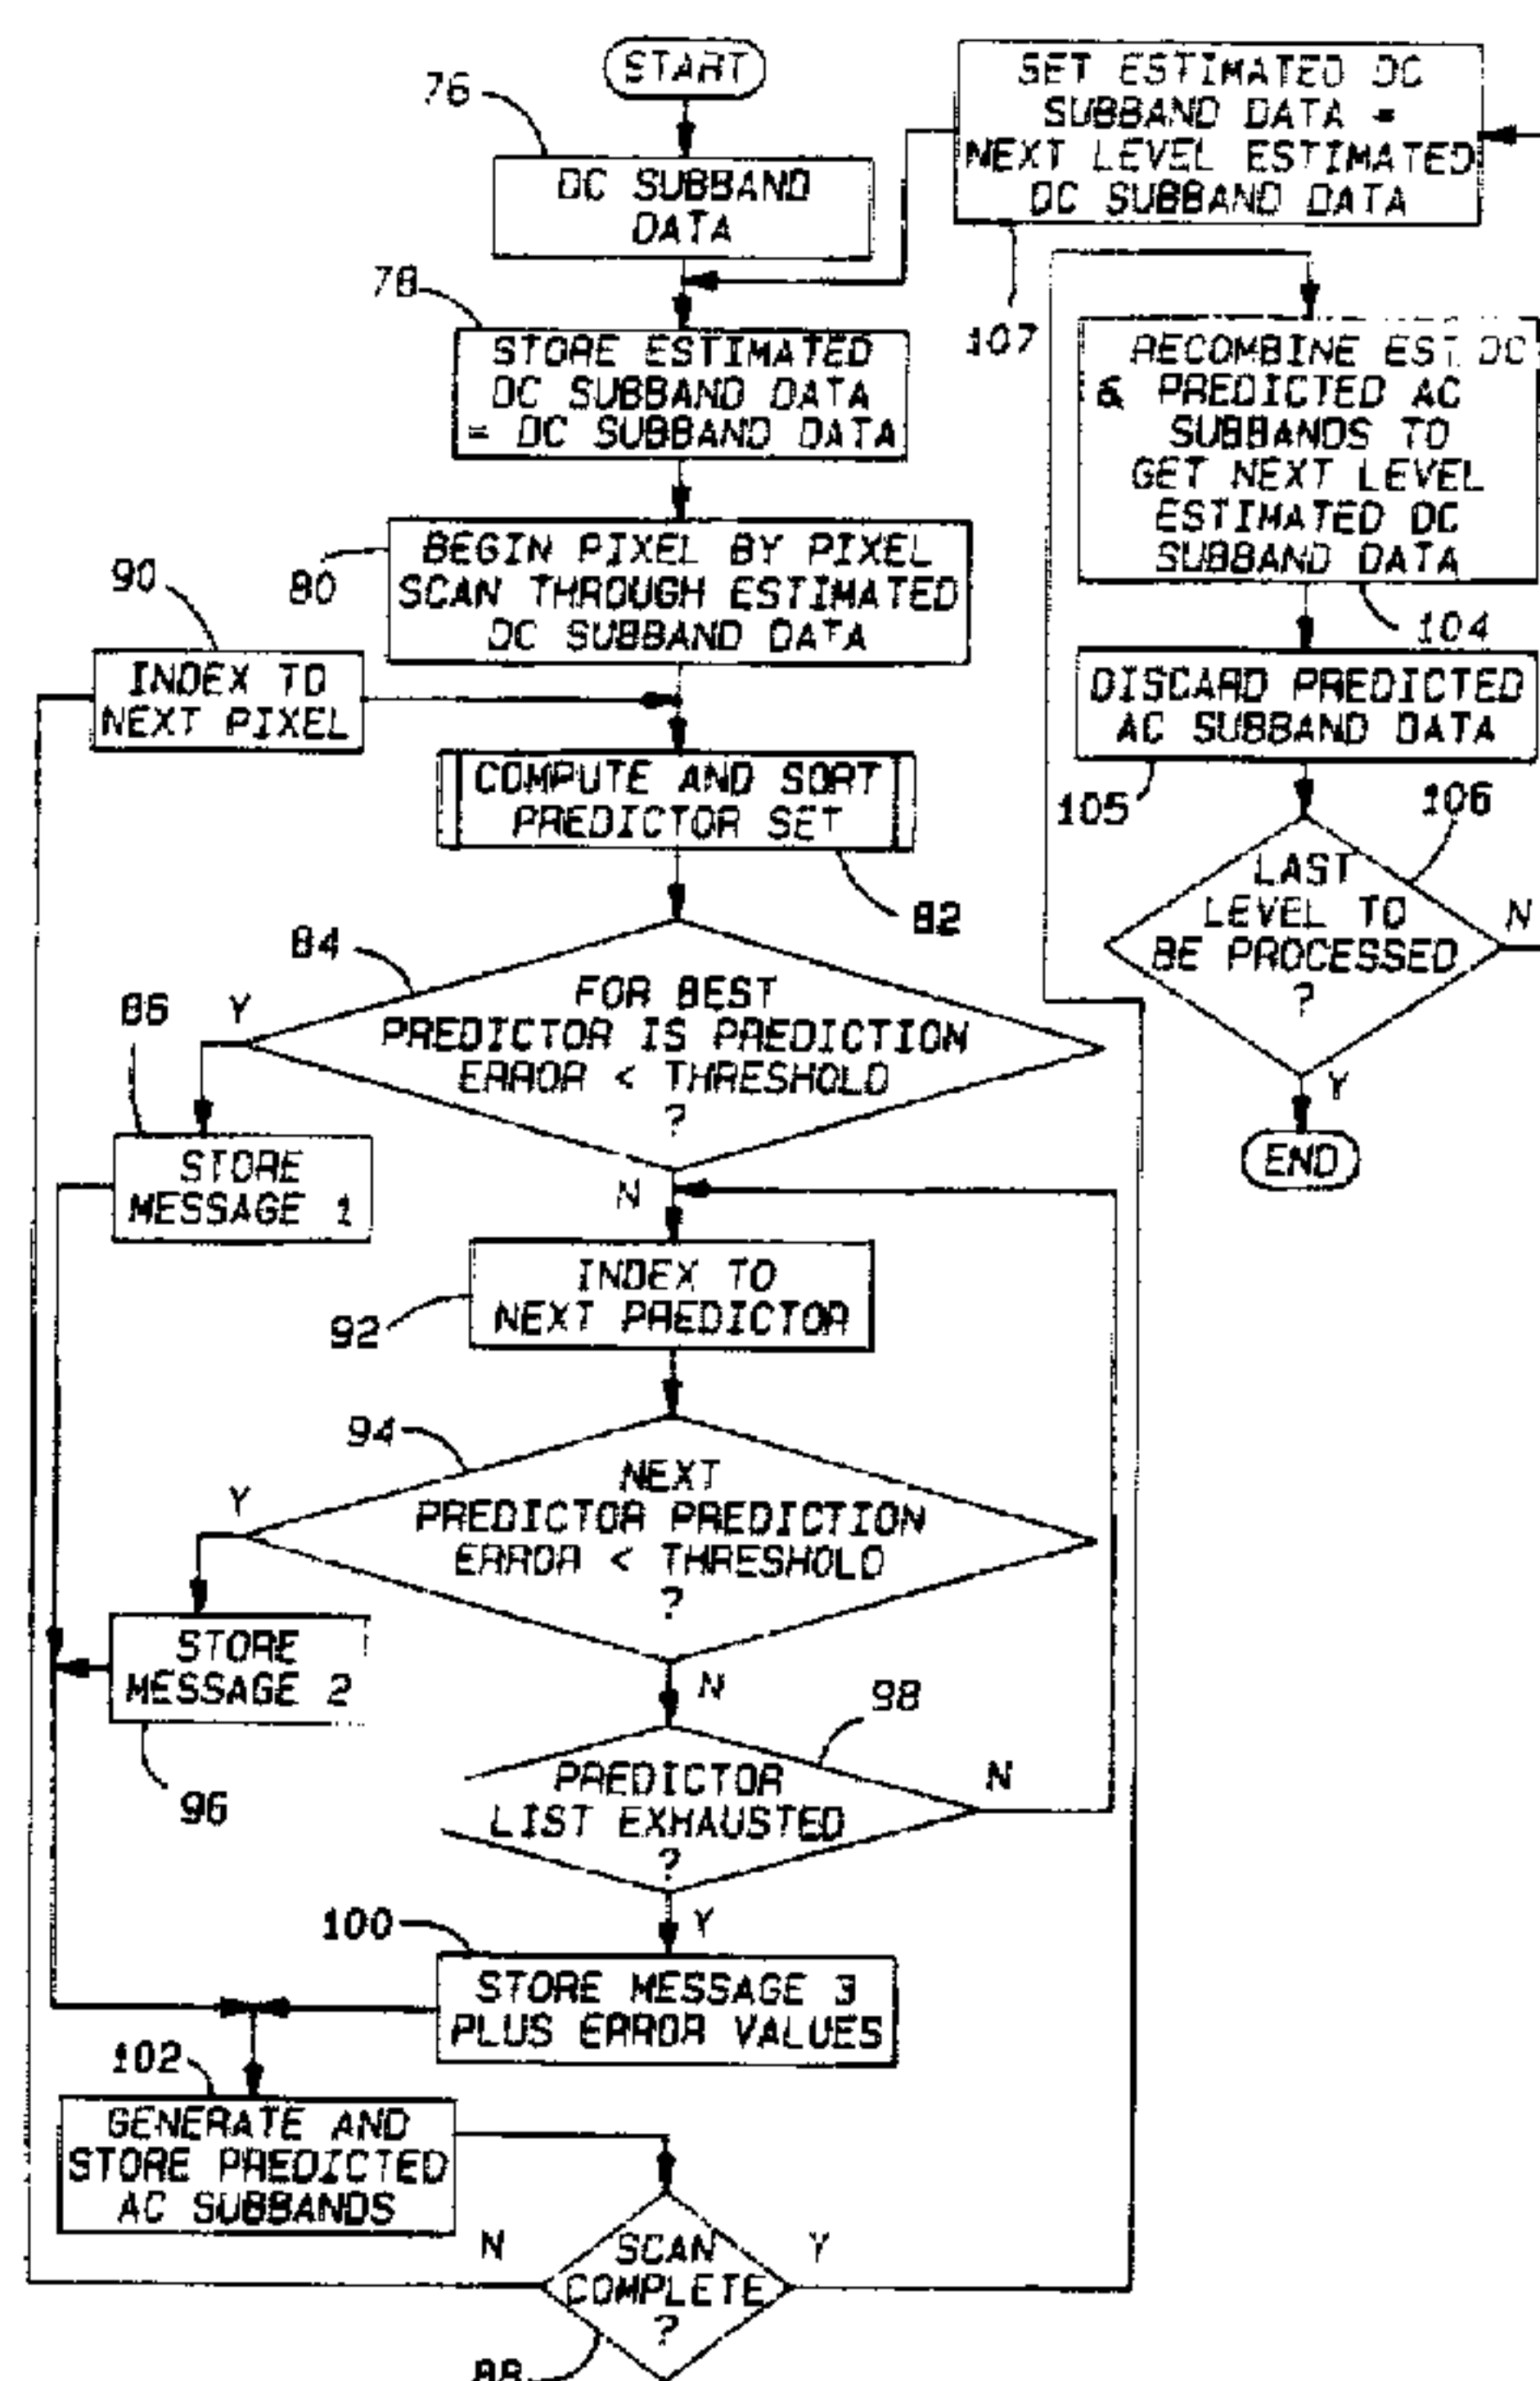 START
76
DC SUBBAND
DATA
SET ESTIMATED DC
SUBBAND DATA =
NEXT LEVEL ESTIMATED
DC SUBBAND DATA
107
78
STORE ESTIMATED
DC SUBBAND DATA
= DC SUBBAND DATA
80
BEGIN PIXEL BY PIXEL
SCAN THROUGH ESTIMATED
DC SUBBAND DATA
90
INDEX TO
NEXT PIXEL
COMPUTE AND SORT
PREDICTOR SET
82
84
FOR BEST
PREDICTOR IS PREDICTION
ERROR < THRESHOLD
?
Y
N
86
STORE
MESSAGE 1
INDEX TO
NEXT PREDICTOR
92
94
NEXT
PREDICTOR PREDICTION
ERROR < THRESHOLD
?
Y
N
STORE
MESSAGE 2
96
98
PREDICTOR
LIST EXHAUSTED
?
N
Y
100
STORE MESSAGE 3
PLUS ERROR VALUES
102
GENERATE AND
STORE PREDICTED
AC SUBBANDS
N
SCAN
COMPLETE
?
Y
88
RECOMBINE EST DC
& PREDICTED AC
SUBBANDS TO
GET NEXT LEVEL
ESTIMATED DC
SUBBAND DATA
104
DISCARD PREDICTED
AC SUBBAND DATA
105
106
LAST
LEVEL TO
BE PROCESSED
?
N
Y
END